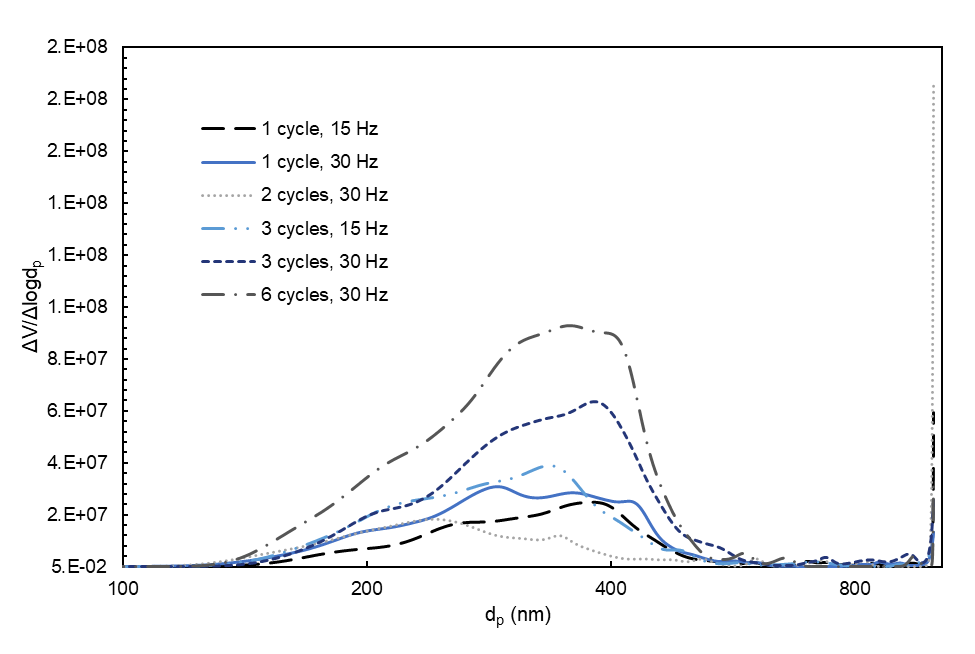 2.E+08
2.E+08
2.E+08
1.E+08
1.E+08
1.E+08
8.E+07
6.E+07
4.E+07
2.E+07
5.E-02
ΔV/Δlogdp
1 cycle, 15 Hz
1 cycle, 30 Hz
2 cycles, 30 Hz
3 cycles, 15 Hz
3 cycles, 30 Hz
6 cycles, 30 Hz
100 200 400 800
dp (nm)